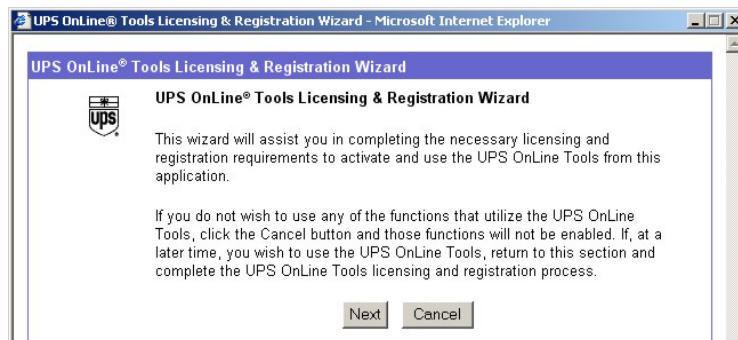 UPS OnLine® Tools Licensing & Registration Wizard - Microsoft Internet Explorer
UPS OnLine® Tools Licensing & Registration Wizard
UPS OnLine® Tools Licensing & Registration Wizard
ups
This wizard will assist you in completing the necessary licensing and
registration requirements to activate and use the UPS OnLine Tools from this
application.
If you do not wish to use any of the functions that utilize the UPS OnLine
Tools, click the Cancel button and those functions will not be enabled. If, at a
later time, you wish to use the UPS OnLine Tools, return to this section and
complete the UPS OnLine Tools licensing and registration process.
Next Cancel